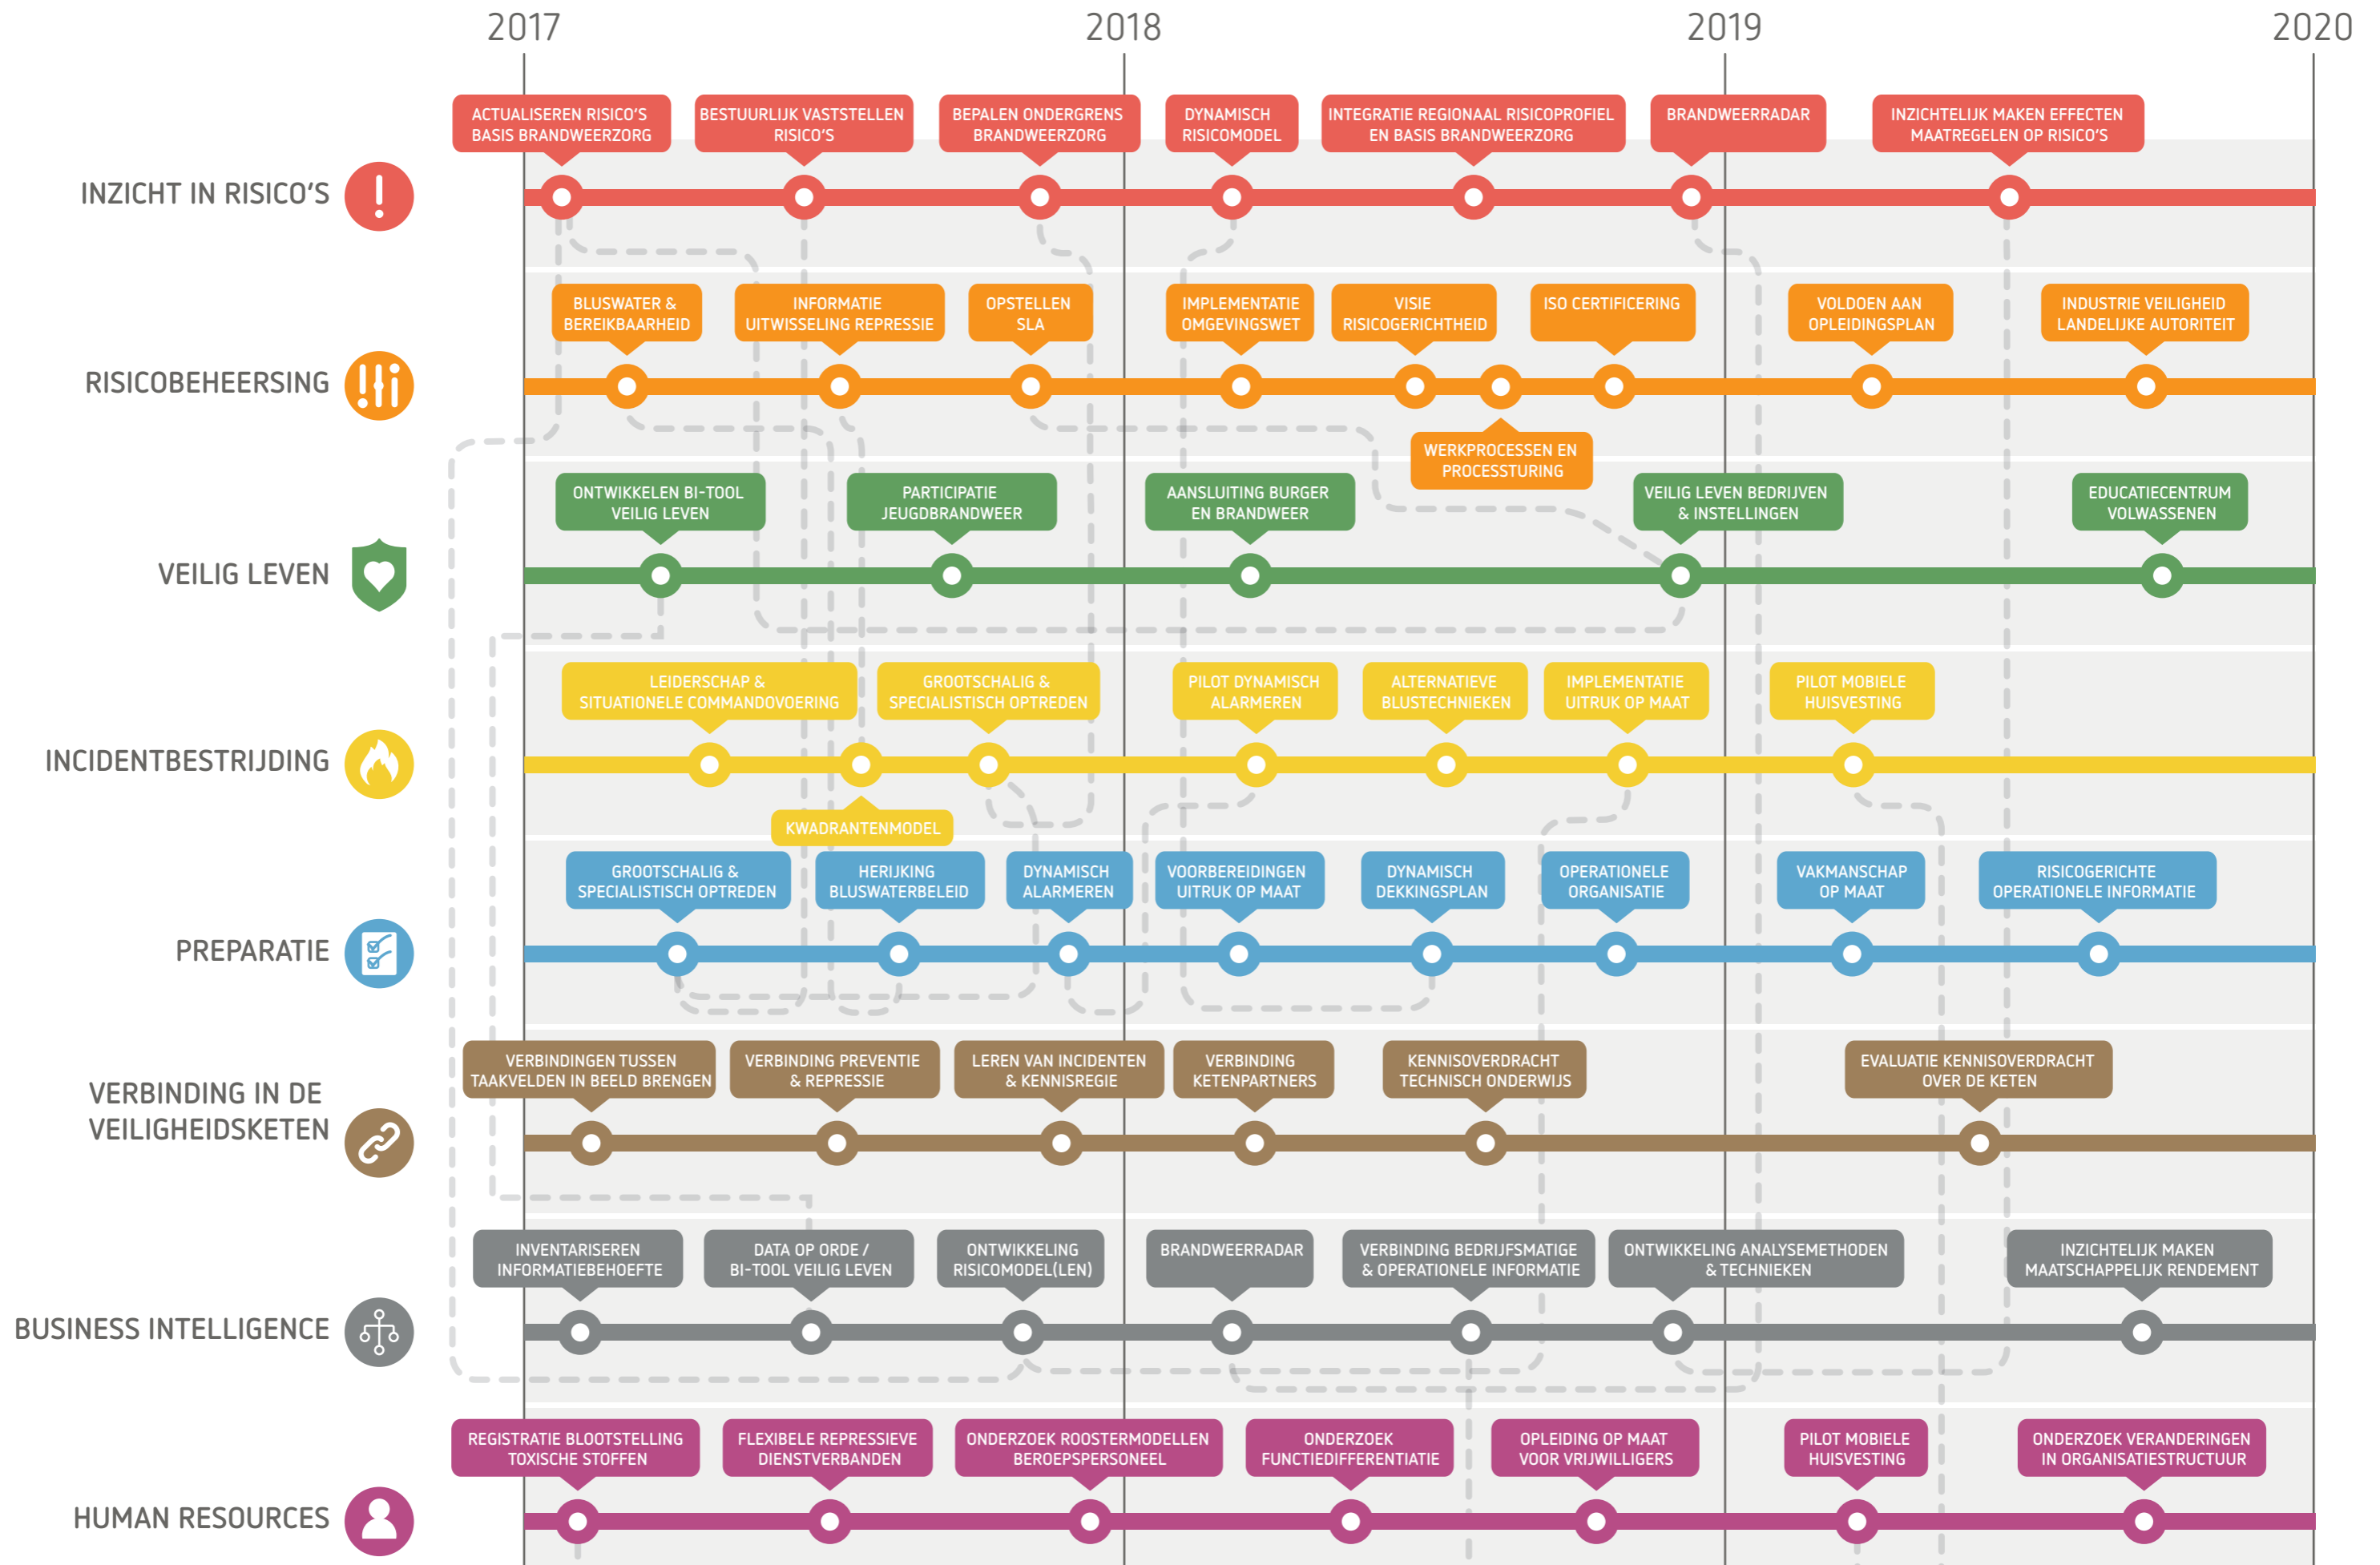 2017
2018
2019
2020
INZICHT IN RISICO'S
ACTUALISEREN RISICO'S
BASIS BRANDWEERZORG
BESTUURLIJK VASTSTELLEN
RISICO'S
BEPALEN ONDERGRENS
BRANDWEERZORG
DYNAMISCH
RISICOMODEL
INTEGRATIE REGIONAAL RISICOPROFIEL
EN BASIS BRANDWEERZORG
BRANDWEERRADAR
INZICHTELIJK MAKEN EFFECTEN
MAATREGELEN OP RISICO'S
RISICOBEHEERSING
BLUSWATER &
BEREIKBAARHEID
INFORMATIE
UITWISSELING REPRESSIE
OPSTELLEN
SLA
IMPLEMENTATIE
OMGEVINGSWET
VISIE
RISICOGERICHTHEID
WERKPROCESSEN EN
PROCESSTURING
ISO CERTIFICERING
VOLDOEN AAN
OPLEIDINGSPLAN
INDUSTRIE VEILIGHEID
LANDELIJKE AUTORITEIT
VEILIG LEVEN
ONTWIKKELEN BI-TOOL
VEILIG LEVEN
PARTICIPATIE
JEUGDBRANDWEER
AANSLUITING BURGER
EN BRANDWEER
VEILIG LEVEN BEDRIJVEN
& INSTELLINGEN
EDUCATIECENTRUM
VOLWASSENEN
INCIDENTBESTRIJDING
LEIDERSCHAP &
SITUATIONELE COMMANDOVOERING
KWADRANTENMODEL
GROOTSCHALIG &
SPECIALISTISCH OPTREDEN
PILOT DYNAMISCH
ALARMEREN
ALTERNATIEVE
BLUSTECHNIEKEN
IMPLEMENTATIE
UITRUK OP MAAT
PILOT MOBIELE
HUISVESTING
PREPARATIE
GROOTSCHALIG &
SPECIALISTISCH OPTREDEN
HERIJKING
BLUSWATERBELEID
DYNAMISCH
ALARMEREN
VOORBEREIDINGEN
UITRUK OP MAAT
DYNAMISCH
DEKKINGSPLAN
OPERATIONELE
ORGANISATIE
VAKMANSCHAP
OP MAAT
RISICOGERICHTE
OPERATIONELE INFORMATIE
VERBINDING IN DE
VEILIGHEIDSKETEN
VERBINDINGEN TUSSEN
TAAKVELDEN IN BEELD BRENGEN
VERBINDING PREVENTIE
& REPRESSIE
LEREN VAN INCIDENTEN
& KENNISREGIE
VERBINDING
KETENPARTNERS
KENNISOVERDRACHT
TECHNISCH ONDERWIJS
EVALUATIE KENNISOVERDRACHT
OVER DE KETEN
BUSINESS INTELLIGENCE
INVENTARISEREN
INFORMATIEBEHOEFTE
DATA OP ORDE /
BI-TOOL VEILIG LEVEN
ONTWIKKELING
RISICOMODEL(LEN)
BRANDWEERRADAR
VERBINDING BEDRIJFSMATIGE
& OPERATIONELE INFORMATIE
ONTWIKKELING ANALYSEMETHODEN
& TECHNIEKEN
INZICHTELIJK MAKEN
MAATSCHAPPELIJK RENDEMENT
HUMAN RESOURCES
REGISTRATIE BLOOTSTELLING
TOXISCHE STOFFEN
FLEXIBELE REPRESSIEVE
DIENSTVERBANDEN
ONDERZOEK ROOSTERMODELLEN
BEROEPSPERSONEEL
ONDERZOEK
FUNCTIEDIFFERENTIATIE
OPLEIDING OP MAAT
VOOR VRIJWILLIGERS
PILOT MOBIELE
HUISVESTING
ONDERZOEK VERANDERINGEN
IN ORGANISATIESTRUCTUUR